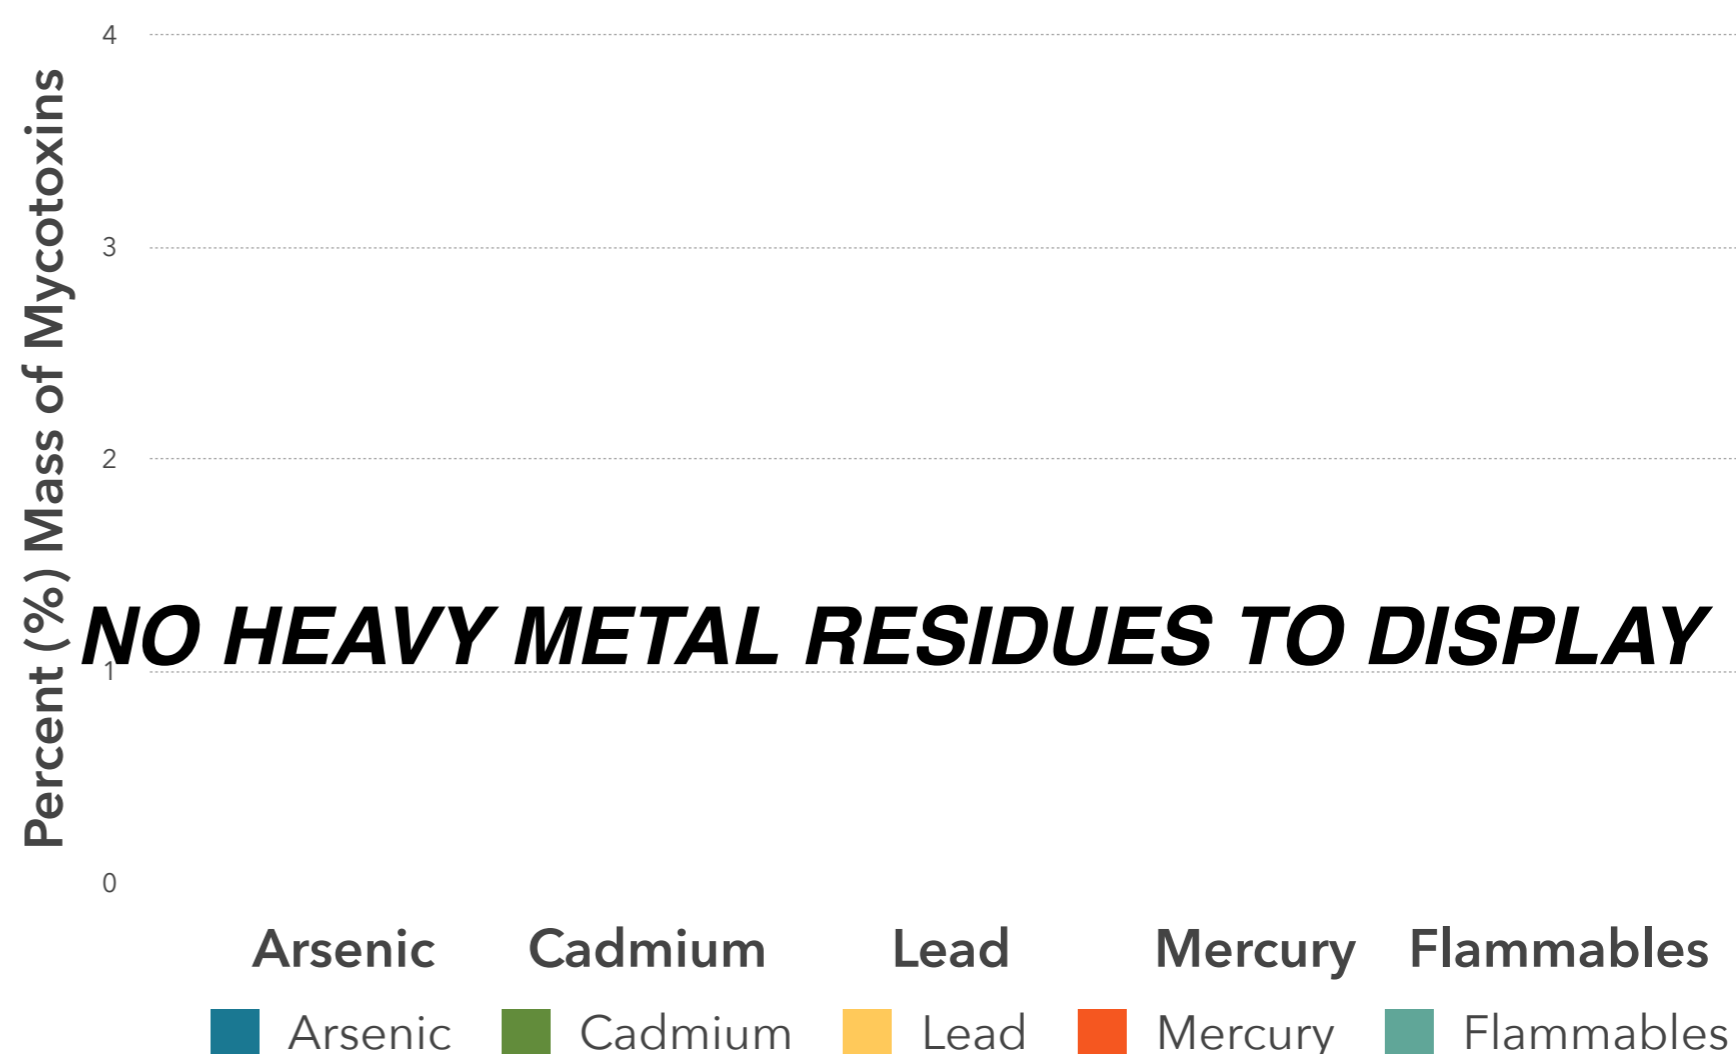 Percent (%) Mass of Mycotoxins
4
3
2
NO HEAVY METAL RESIDUES TO DISPLAY
1
0
Arsenic Cadmium Lead Mercury Flammables
Arsenic Cadmium Lead Mercury Flammables